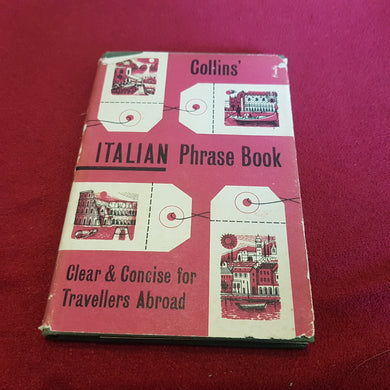 Collins'
ITALIAN Phrase Book
Clear & Concise for
Travellers Abroad